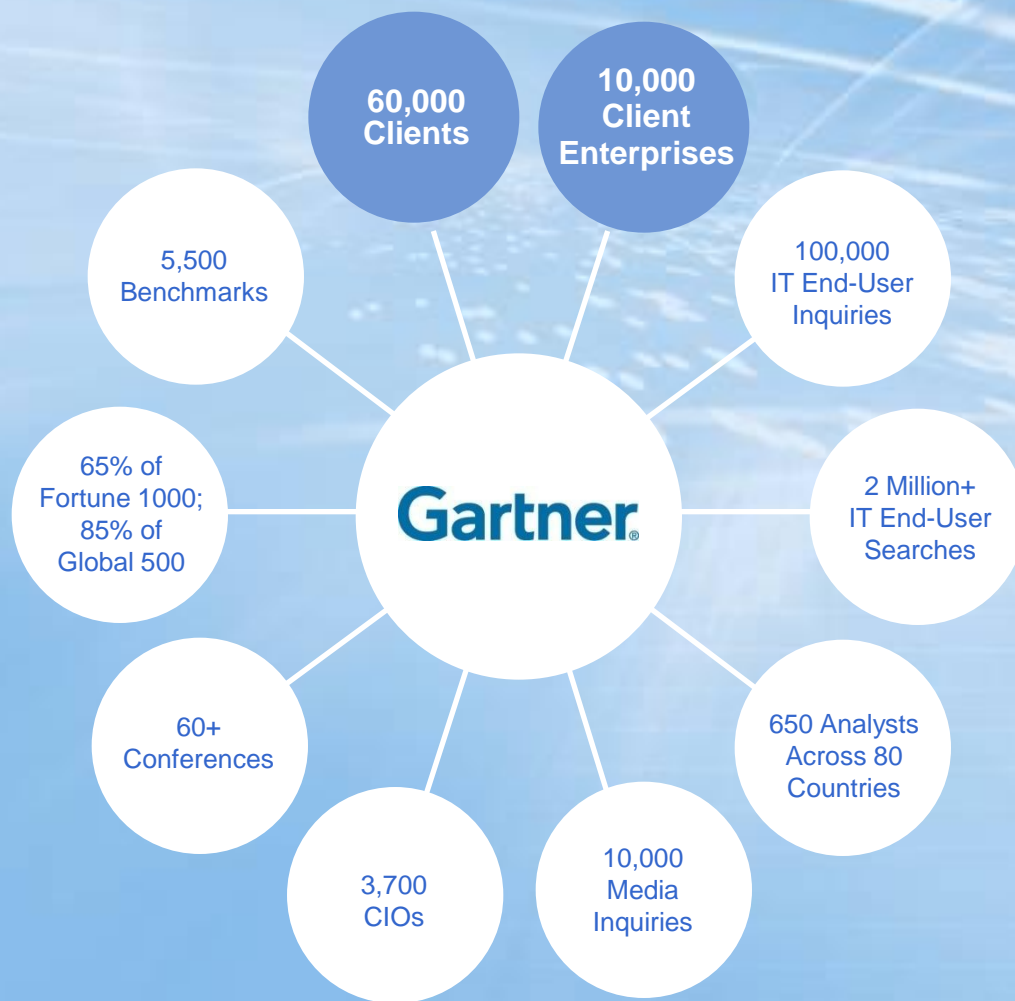 60,000
Clients
10,000
Client
Enterprises
5,500
Benchmarks
100,000
IT End-User
Inquiries
65% of
Fortune 1000;
85% of
Global 500
Gartner®
2 Million+
IT End-User
Searches
60+
Conferences
650 Analysts
Across 80
Countries
3,700
CIOs
10,000
Media
Inquiries